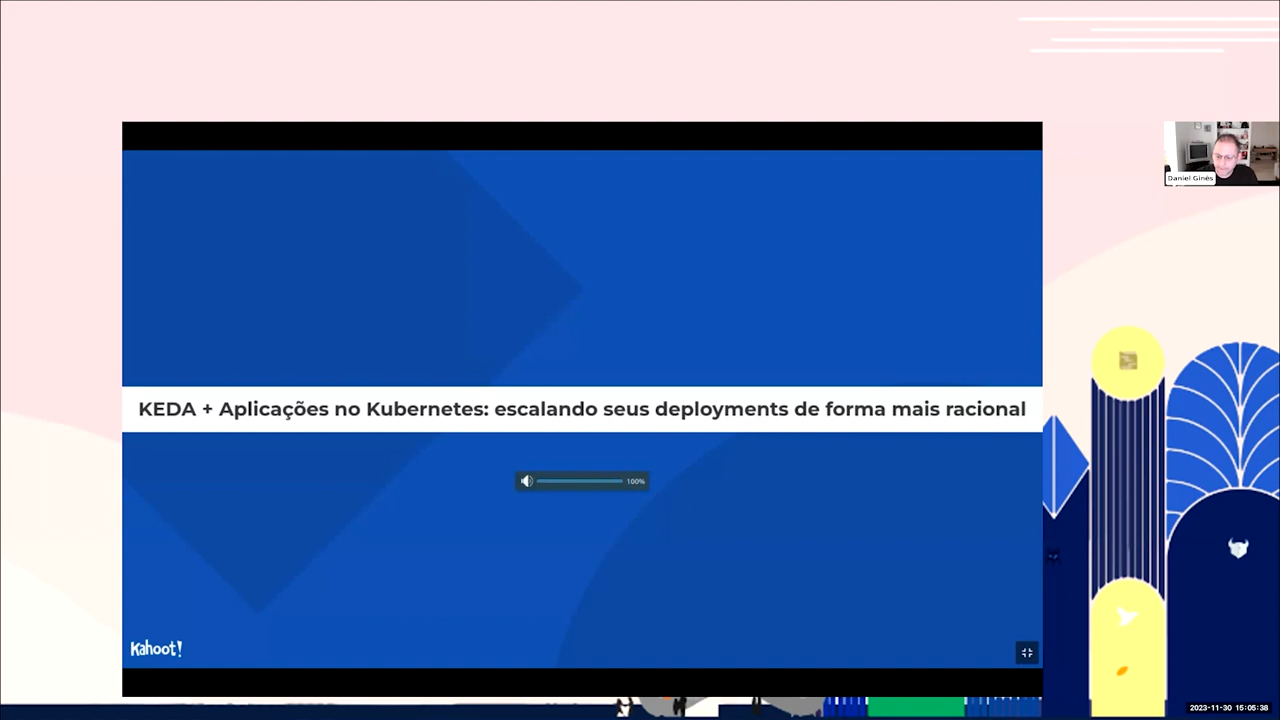 Daniel Ginés
KEDA + Aplicações no Kubernetes: escalando seus deployments de forma mais racional
100%
Kahoot!
2023-11-30 15:05:38